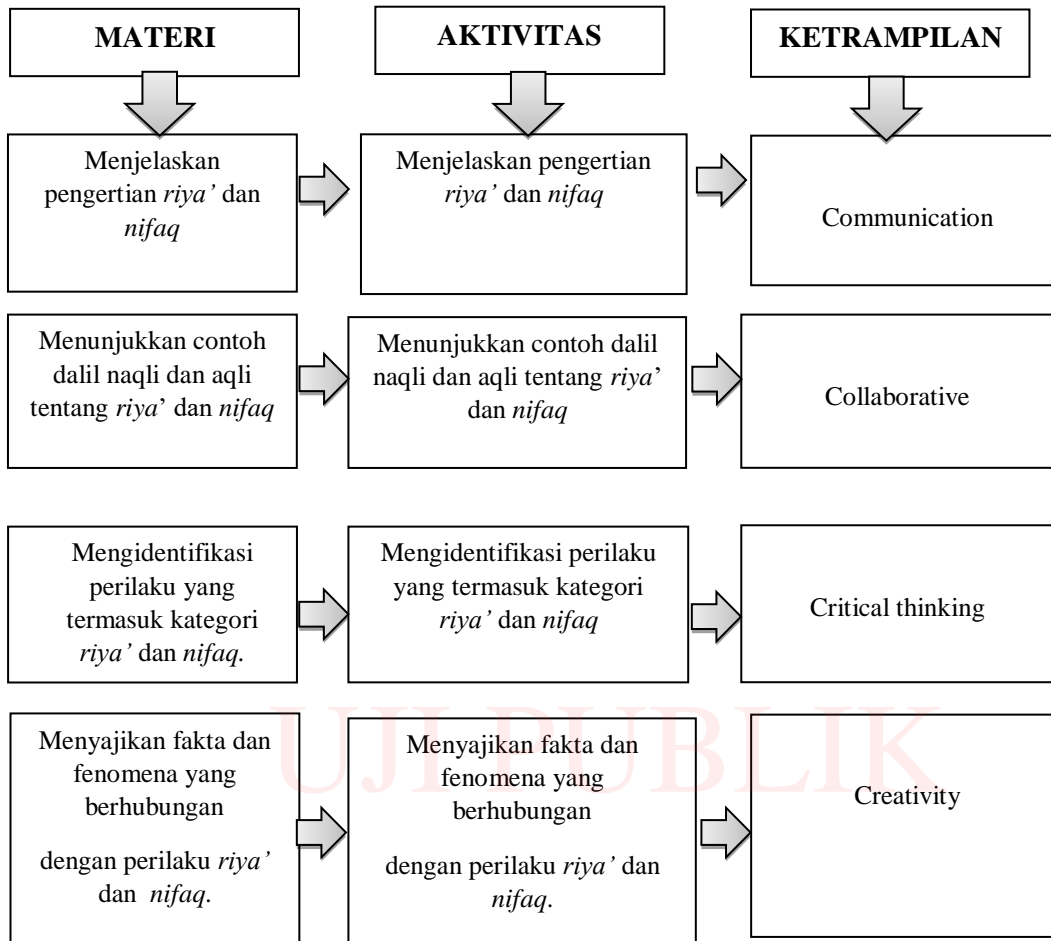 MATERI
AKTIVITAS
KETRAMPILAN
Menjelaskan
pengertian riya’ dan
nifaq
Menjelaskan pengertian
riya’ dan nifaq
Communication
Menunjukkan contoh
dalil naqli dan aqli
tentang riya’ dan nifaq
Menunjukkan contoh dalil
naqli dan aqli tentang riya’
dan nifaq
Collaborative
Mengidentifikasi
perilaku yang
termasuk kategori
riya’ dan nifaq.
Mengidentifikasi perilaku
yang termasuk kategori
riya’ dan nifaq
Critical thinking
Menyajikan fakta dan
fenomena yang
berhubungan
dengan perilaku riya’
dan nifaq.
Menyajikan fakta dan
fenomena yang
berhubungan
dengan perilaku riya’ dan
nifaq.
Creativity
UJI PUBLIK